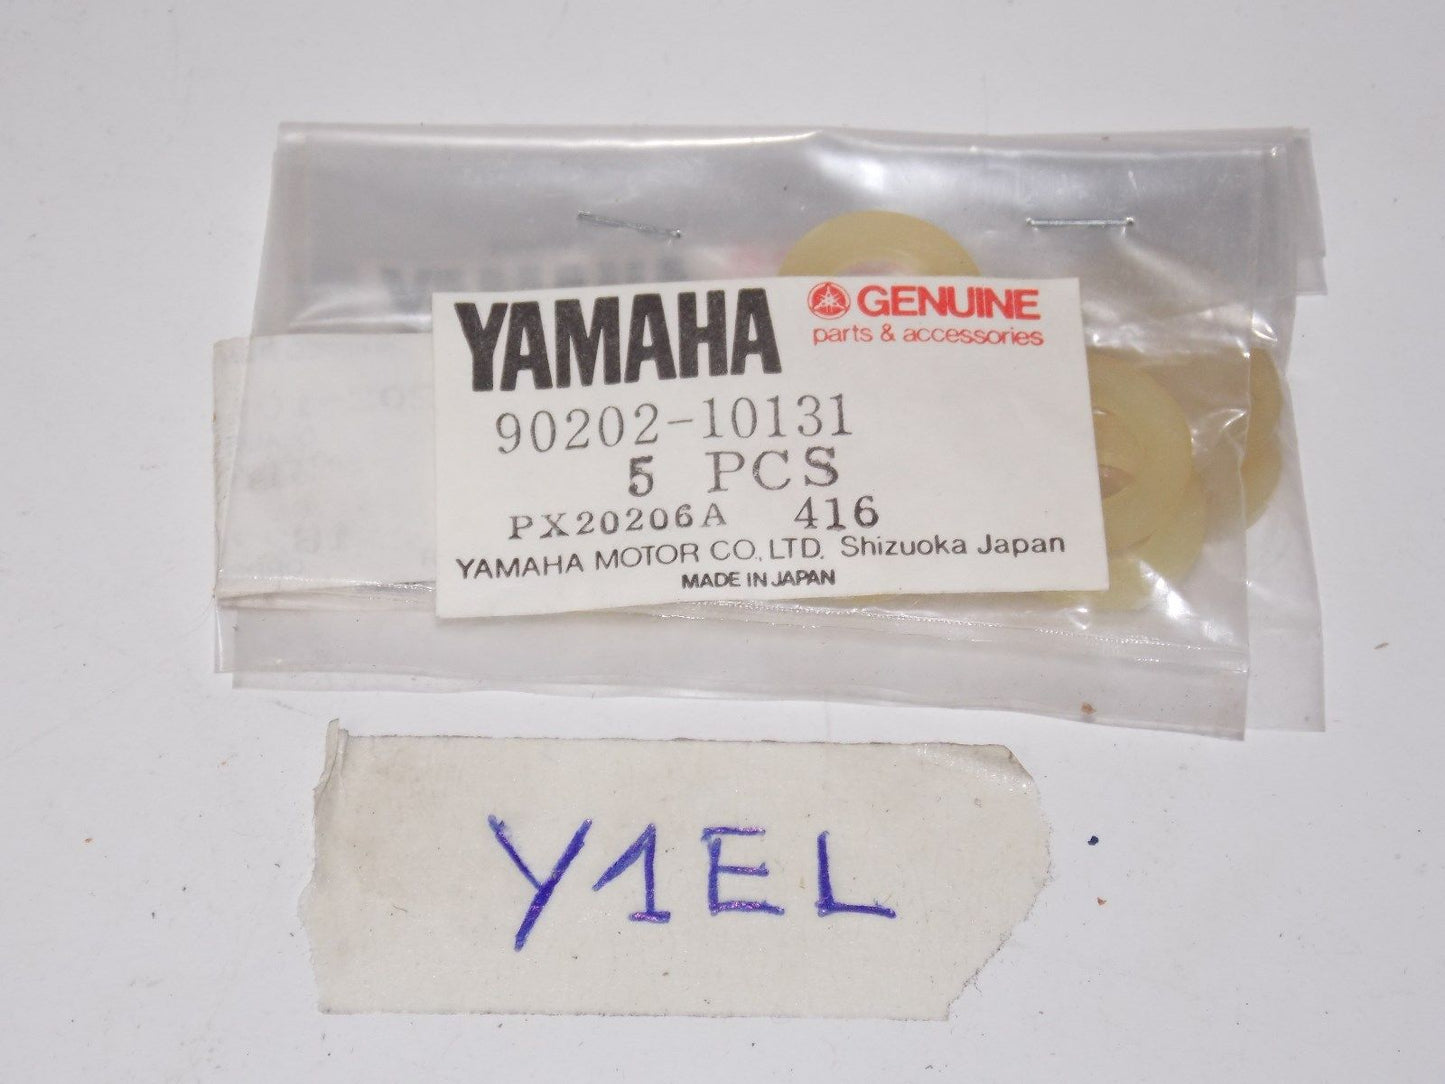 YAMAHA GENUINE
parts & accessories
90202-10131
5 PCS
PX20206A 416
YAMAHA MOTOR CO., LTD. Shizuoka Japan
MADE IN JAPAN
Y1EL